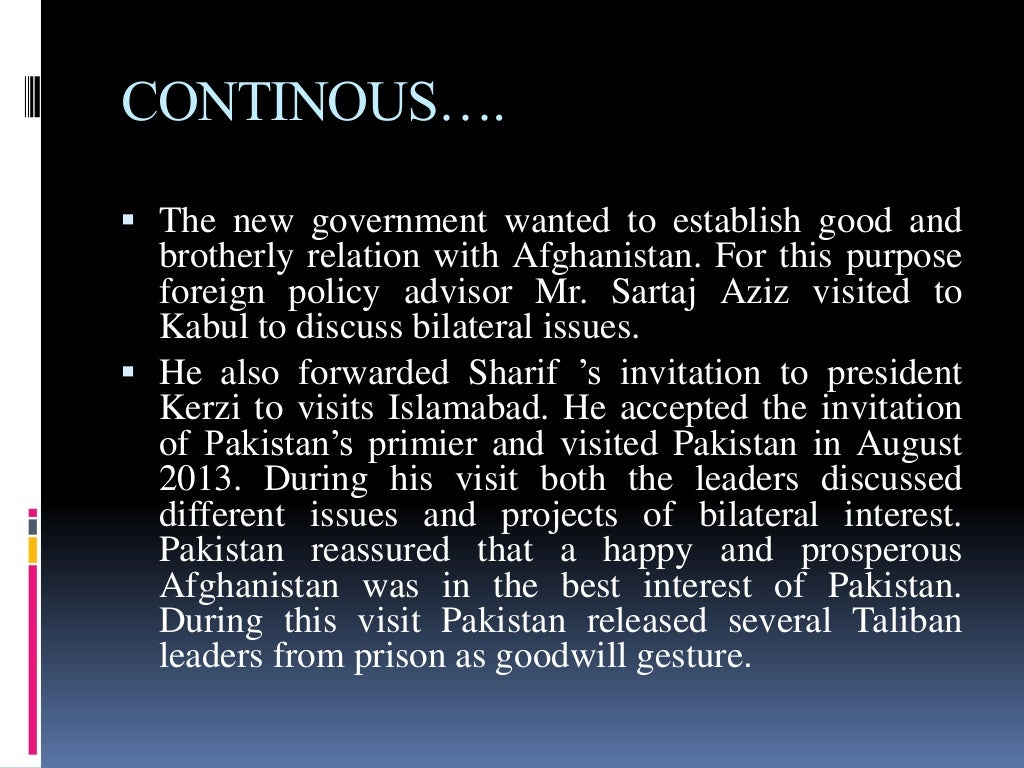 CONTINOUS….
▪ The new government wanted to establish good and
brotherly relation with Afghanistan. For this purpose
foreign policy advisor Mr. Sartaj Aziz visited to
Kabul to discuss bilateral issues.
▪ He also forwarded Sharif ’s invitation to president
Kerzi to visits Islamabad. He accepted the invitation
of Pakistan’s primier and visited Pakistan in August
2013. During his visit both the leaders discussed
different issues and projects of bilateral interest.
Pakistan reassured that a happy and prosperous
Afghanistan was in the best interest of Pakistan.
During this visit Pakistan released several Taliban
leaders from prison as goodwill gesture.